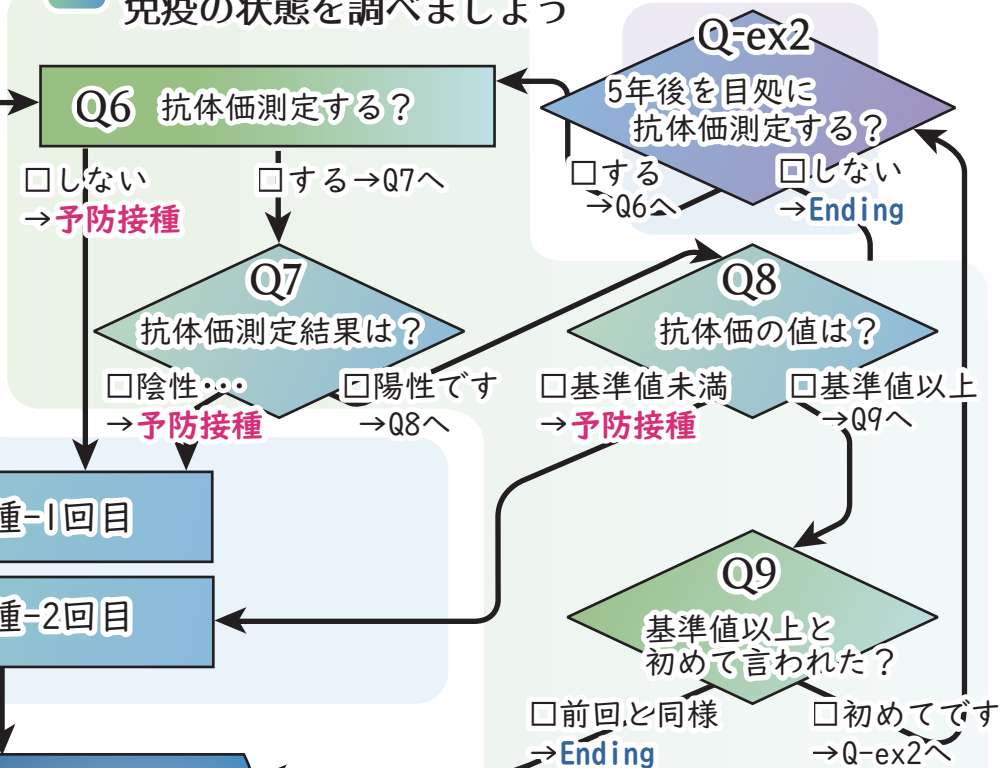 免疫の状態を調べましょう
Q6 抗体価測定する？
□しない
→予防接種
□する→Q7へ
Q-ex2
5年後を目処に
抗体価測定する？
□する
→Q6へ
□しない
→Ending
Q7
抗体価測定結果は？
□陰性…
→予防接種
□陽性です
→Q8へ
Q8
抗体価の値は？
□基準値未満
→予防接種
□基準値以上
→Q9へ
種-1回目
種-2回目
Q9
基準値以上と
初めて言われた？
□前回と同様
→Ending
□初めてです
→Q-ex2へ